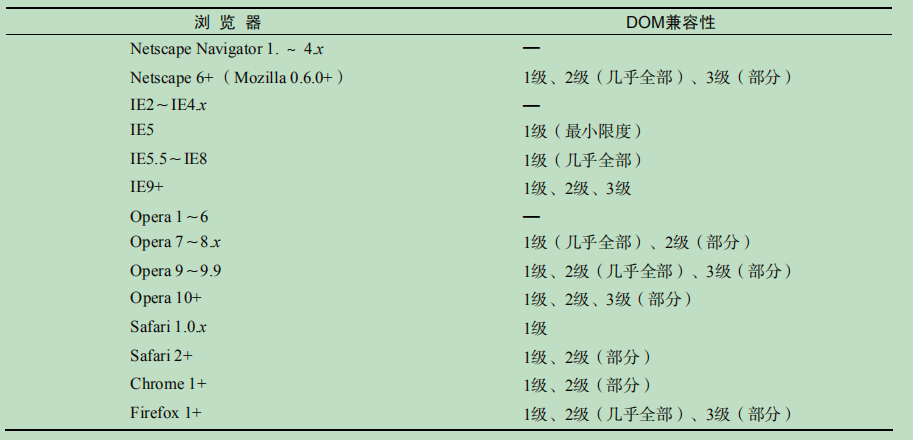 浏 览 器 DOM兼容性
Netscape Navigator 1. ~ 4.x —
Netscape 6+（Mozilla 0.6.0+） 1级、2级（几乎全部）、3级（部分）
IE2～IE4.x —
IE5 1级（最小限度）
IE5.5～IE8 1级（几乎全部）
IE9+ 1级、2级、3级
Opera 1～6 —
Opera 7～8.x 1级（几乎全部）、2级（部分）
Opera 9～9.9 1级、2级（几乎全部）、3级（部分）
Opera 10+ 1级、2级、3级（部分）
Safari 1.0.x 1级
Safari 2+ 1级、2级（部分）
Chrome 1+ 1级、2级（部分）
Firefox 1+ 1级、2级（几乎全部）、3级（部分）